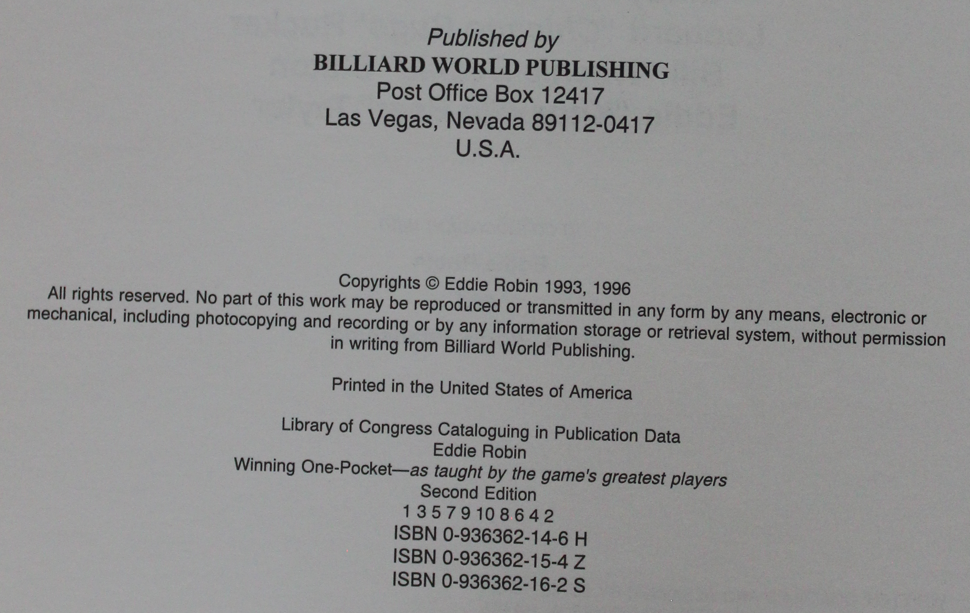 Published by
BILLIARD WORLD PUBLISHING
Post Office Box 12417
Las Vegas, Nevada 89112-0417
U.S.A.
Copyrights © Eddie Robin 1993, 1996
All rights reserved. No part of this work may be reproduced or transmitted in any form by any means, electronic or
mechanical, including photocopying and recording or by any information storage or retrieval system, without permission
in writing from Billiard World Publishing.
Printed in the United States of America
Library of Congress Cataloguing in Publication Data
Eddie Robin
Winning One-Pocket—as taught by the game's greatest players
Second Edition
1 3 5 7 9 10 8 6 4 2
ISBN 0-936362-14-6 H
ISBN 0-936362-15-4 Z
ISBN 0-936362-16-2 S